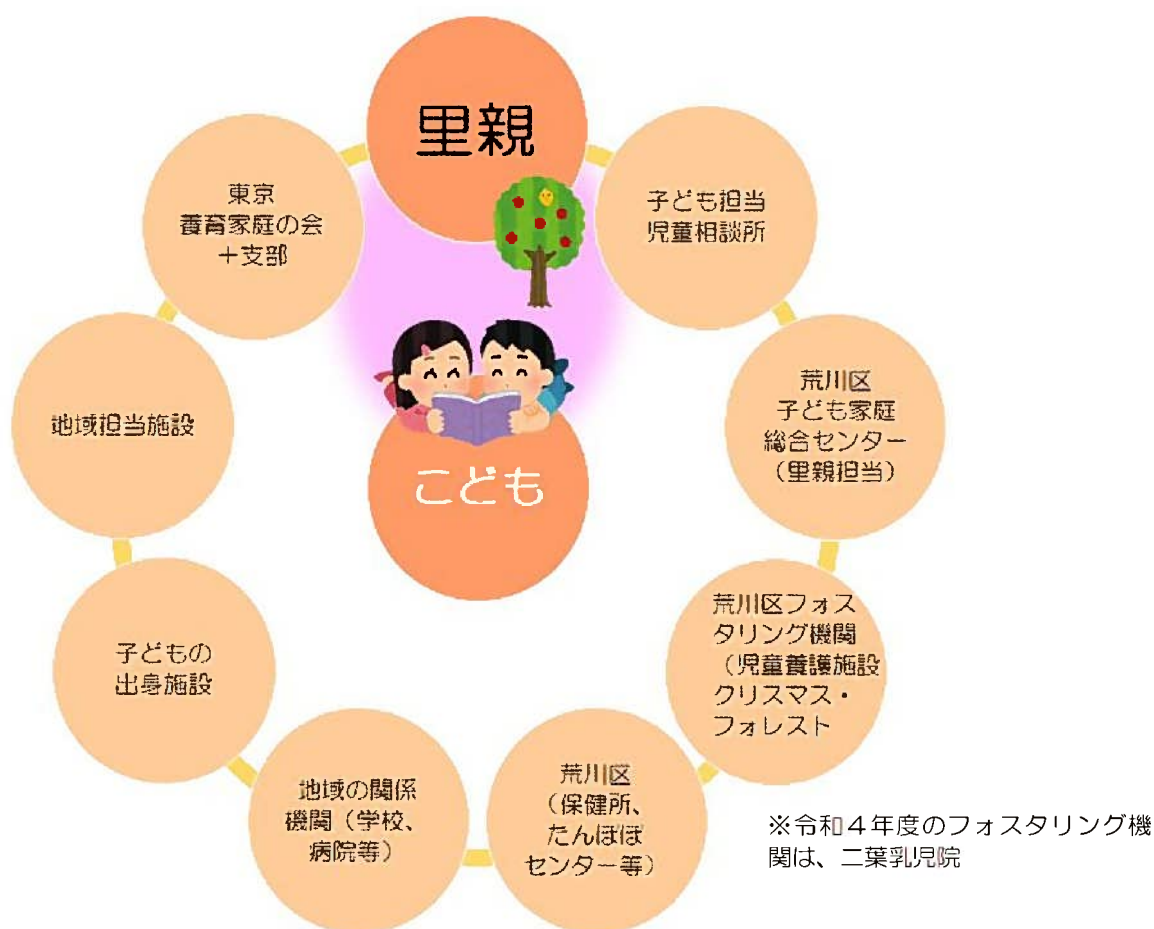 里親
子ども担当
児童相談所
荒川区
子ども家庭
総合センター
（里親担当）
荒川区フォス
タリング機関
（児童養護施設
クリスマス・
フォレスト
荒川区
（保健所、
たんぽぽ
センター等）
地域の関係
機関（学校、
病院等）
子どもの
出身施設
地域担当施設
東京
養育家庭の会
＋支部
こども
※令和４年度のフォスタリング機
関は、二葉乳児院